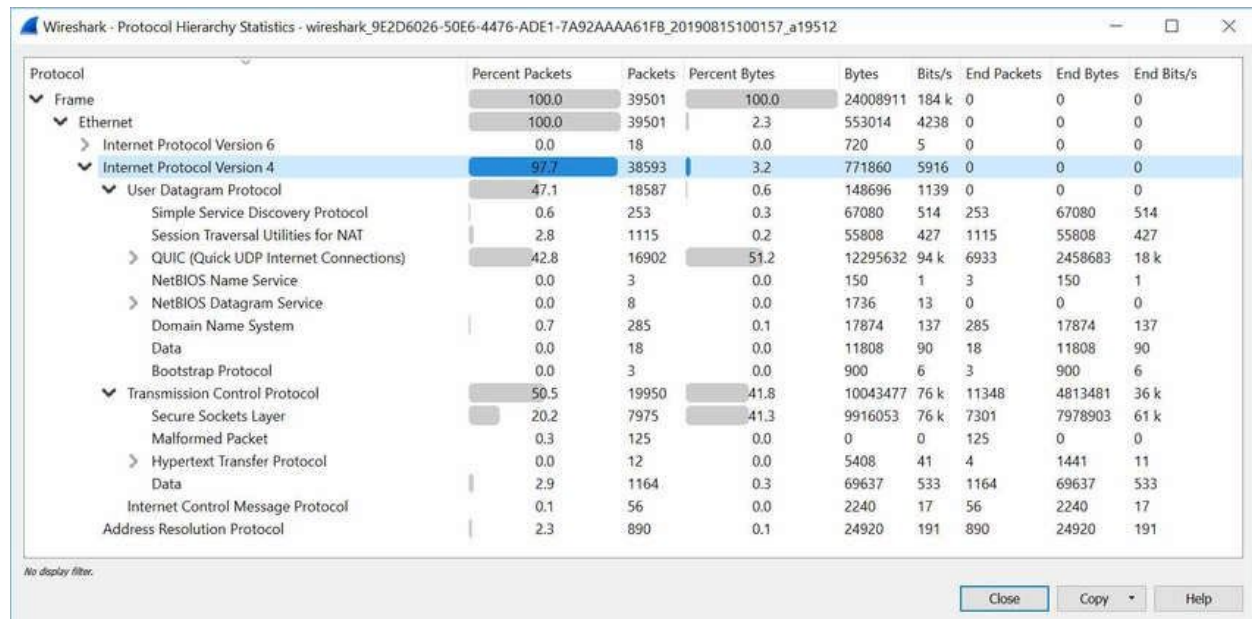 Wireshark · Protocol Hierarchy Statistics - wireshark_9E2D6026-50E6-4476-ADE1-7A92AAAA61FB_20190815100157_a19512
Protocol Percent Packets Packets Percent Bytes Bytes Bits/s End Packets End Bytes End Bits/s
Frame 100.0 39501 100.0 24008911 184 k 0 0 0
Ethernet 100.0 39501 2.3 553014 4238 0 0 0
Internet Protocol Version 6 0.0 18 0.0 720 5 0 0 0
Internet Protocol Version 4 97.7 38593 3.2 771860 5916 0 0 0
User Datagram Protocol 47.1 18587 0.6 148696 1139 0 0 0
Simple Service Discovery Protocol 0.6 253 0.3 67080 514 253 67080 514
Session Traversal Utilities for NAT 2.8 1115 0.2 55808 427 1115 55808 427
QUIC (Quick UDP Internet Connections) 42.8 16902 51.2 12295632 94 k 6933 2458683 18 k
NetBIOS Name Service 0.0 3 0.0 150 1 3 150 1
NetBIOS Datagram Service 0.0 8 0.0 1736 13 0 0 0
Domain Name System 0.7 285 0.1 17874 137 285 17874 137
Data 0.0 18 0.0 11808 90 18 11808 90
Bootstrap Protocol 0.0 3 0.0 900 6 3 900 6
Transmission Control Protocol 50.5 19950 41.8 10043477 76 k 11348 4813481 36 k
Secure Sockets Layer 20.2 7975 41.3 9916053 76 k 7301 7978903 61 k
Malformed Packet 0.3 125 0.0 0 0 125 0 0
Hypertext Transfer Protocol 0.0 12 0.0 5408 41 4 1441 11
Data 2.9 1164 0.3 69637 533 1164 69637 533
Internet Control Message Protocol 0.1 56 0.0 2240 17 56 2240 17
Address Resolution Protocol 2.3 890 0.1 24920 191 890 24920 191
No display filter.
Close Copy Help